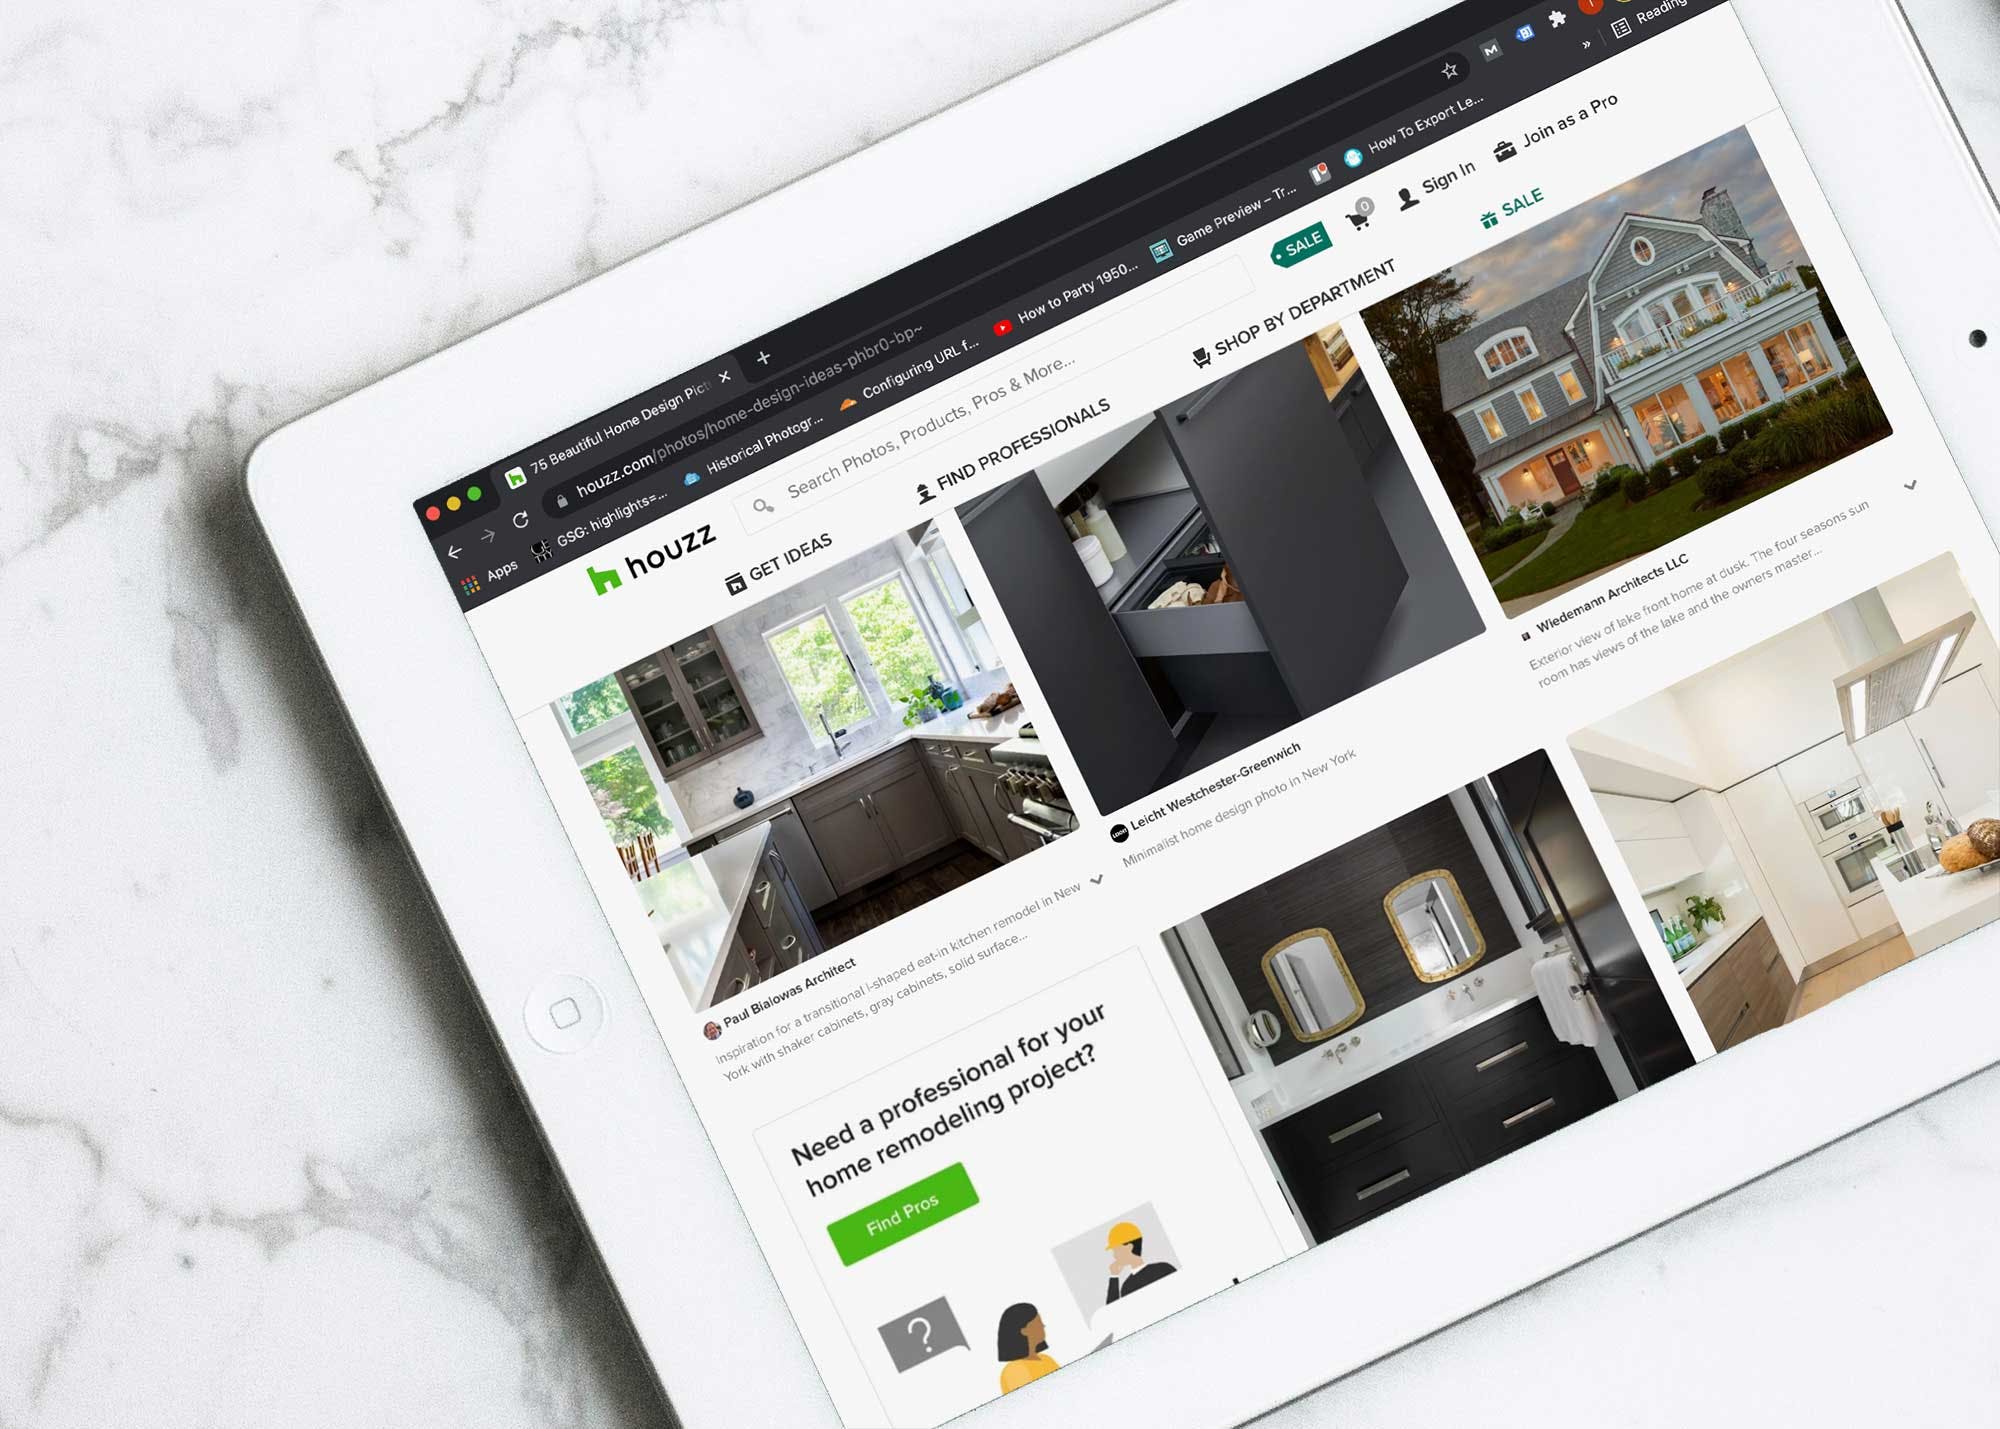 75 Beautiful Home Design Pict
houzz.com/photos/home-design-ideas-phbr0-bp~
Reading
Apps
GSG: highlights=...
Historical Photogr...
Configuring URL f...
How to Party 1950...
Game Preview – Tr...
How To Export Le...
houzz
Search Photos, Products, Pros & More...
SALE
0
Sign In
Join as a Pro
GET IDEAS
FIND PROFESSIONALS
SHOP BY DEPARTMENT
SALE
Paul Bialowas Architect
Inspiration for a transitional l-shaped eat-in kitchen remodel in New
York with shaker cabinets, gray cabinets, solid surface...
Leicht Westchester-Greenwich
Minimalist home design photo in New York
Wiedemann Architects LLC
Exterior view of lake front home at dusk. The four seasons sun
room has views of the lake and the owners master...
Need a professional for your
home remodeling project?
Find Pros
?